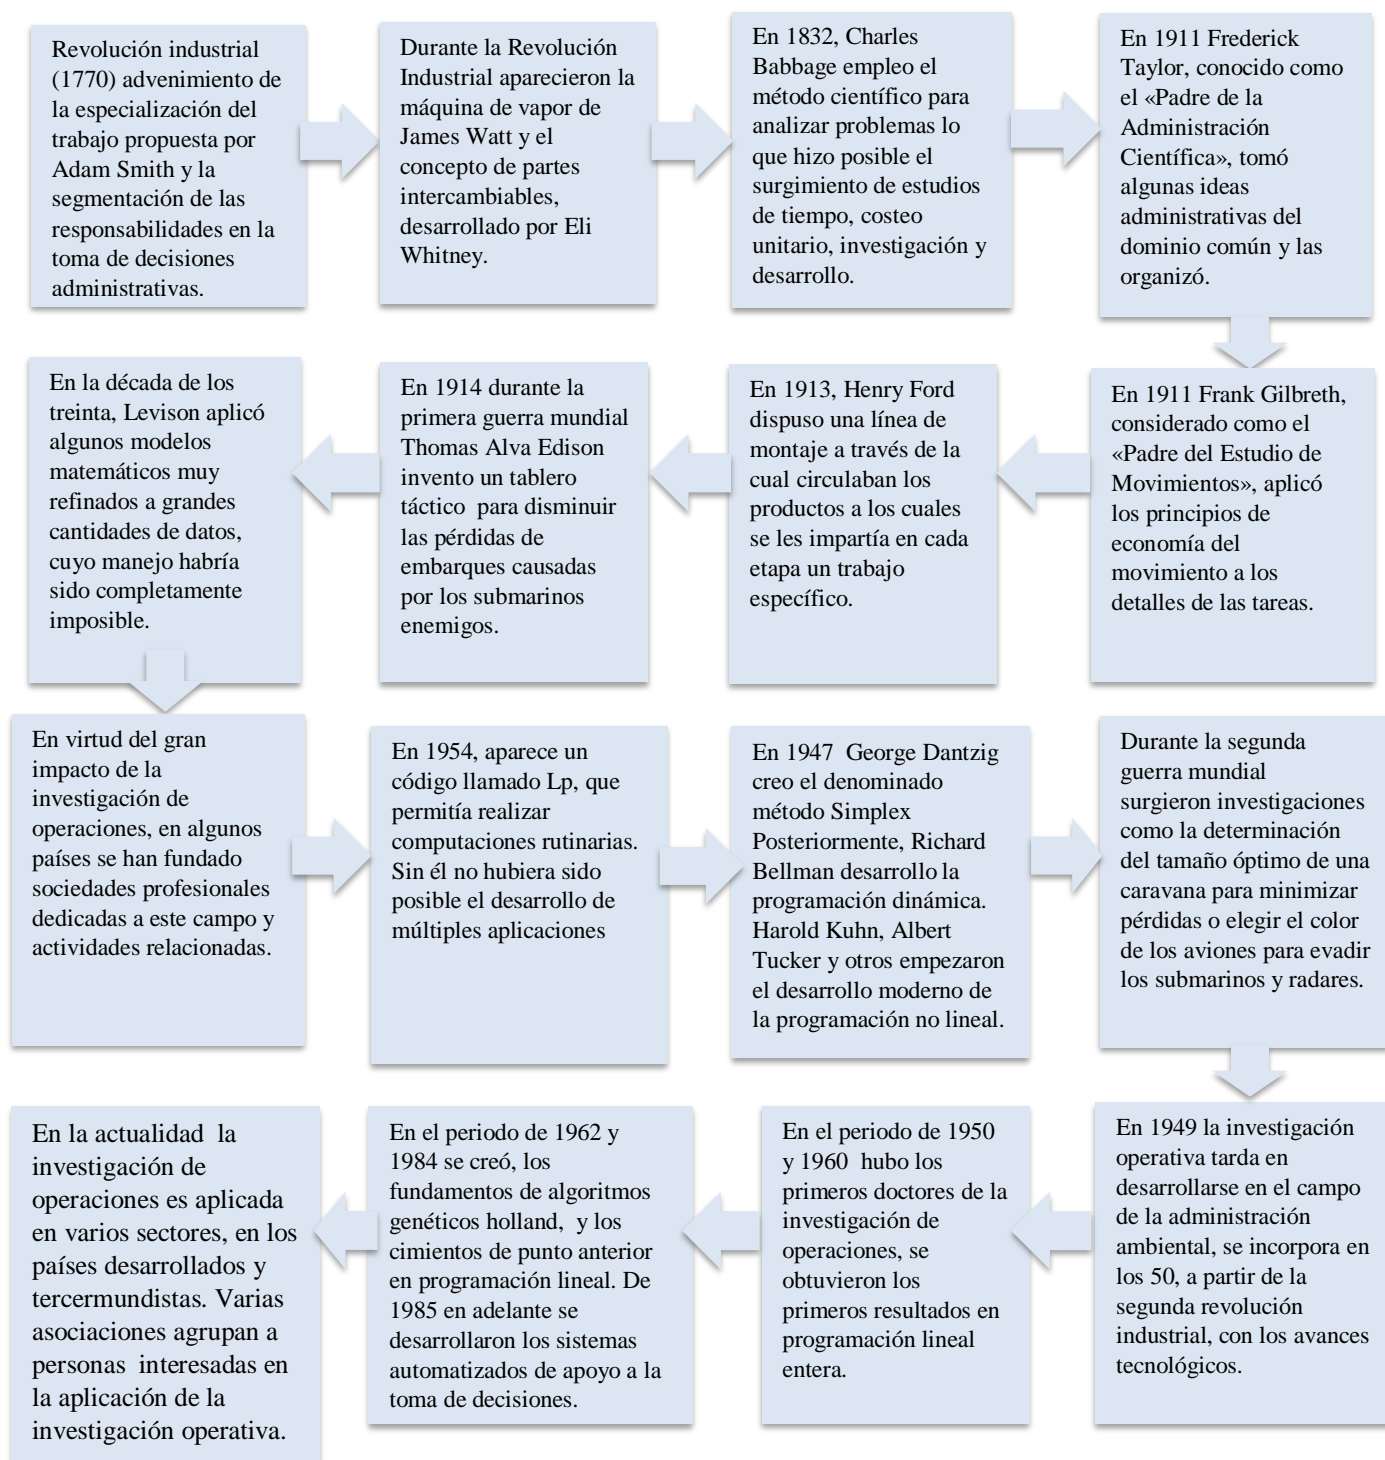 Revolución industrial
(1770) advenimiento de
la especialización del
trabajo propuesta por
Adam Smith y la
segmentación de las
responsabilidades en la
toma de decisiones
administrativas.
Durante la Revolución
Industrial aparecieron la
máquina de vapor de
James Watt y el
concepto de partes
intercambiables,
desarrollado por Eli
Whitney.
En 1832, Charles
Babbage empleo el
método científico para
analizar problemas lo
que hizo posible el
surgimiento de estudios
de tiempo, costeo
unitario, investigación y
desarrollo.
En 1911 Frederick
Taylor, conocido como
el «Padre de la
Administración
Científica», tomó
algunas ideas
administrativas del
dominio común y las
organizó.
En 1911 Frank Gilbreth,
considerado como el
«Padre del Estudio de
Movimientos», aplicó
los principios de
economía del
movimiento a los
detalles de las tareas.
En 1913, Henry Ford
dispuso una línea de
montaje a través de la
cual circulaban los
productos a los cuales
se les impartía en cada
etapa un trabajo
específico.
En 1914 durante la
primera guerra mundial
Thomas Alva Edison
invento un tablero
táctico para disminuir
las pérdidas de
embarques causadas
por los submarinos
enemigos.
En la década de los
treinta, Levison aplicó
algunos modelos
matemáticos muy
refinados a grandes
cantidades de datos,
cuyo manejo habría
sido completamente
imposible.
En virtud del gran
impacto de la
investigación de
operaciones, en algunos
países se han fundado
sociedades profesionales
dedicadas a este campo y
actividades relacionadas.
En 1954, aparece un
código llamado Lp, que
permitía realizar
computaciones rutinarias.
Sin él no hubiera sido
posible el desarrollo de
múltiples aplicaciones
En 1947 George Dantzig
creo el denominado
método Simplex
Posteriormente, Richard
Bellman desarrollo la
programación dinámica.
Harold Kuhn, Albert
Tucker y otros empezaron
el desarrollo moderno de
la programación no lineal.
Durante la segunda
guerra mundial
surgieron investigaciones
como la determinación
del tamaño óptimo de una
caravana para minimizar
pérdidas o elegir el color
de los aviones para evadir
los submarinos y radares.
En 1949 la investigación
operativa tarda en
desarrollarse en el campo
de la administración
ambiental, se incorpora en
los 50, a partir de la
segunda revolución
industrial, con los avances
tecnológicos.
En el periodo de 1950
y 1960 hubo los
primeros doctores de la
investigación de
operaciones, se
obtuvieron los
primeros resultados en
programación lineal
entera.
En el periodo de 1962 y
1984 se creó, los
fundamentos de algoritmos
genéticos holland, y los
cimientos de punto anterior
en programación lineal. De
1985 en adelante se
desarrollaron los sistemas
automatizados de apoyo a la
toma de decisiones.
En la actualidad la
investigación de
operaciones es aplicada
en varios sectores, en los
países desarrollados y
tercermundistas. Varias
asociaciones agrupan a
personas interesadas en
la aplicación de la
investigación operativa.